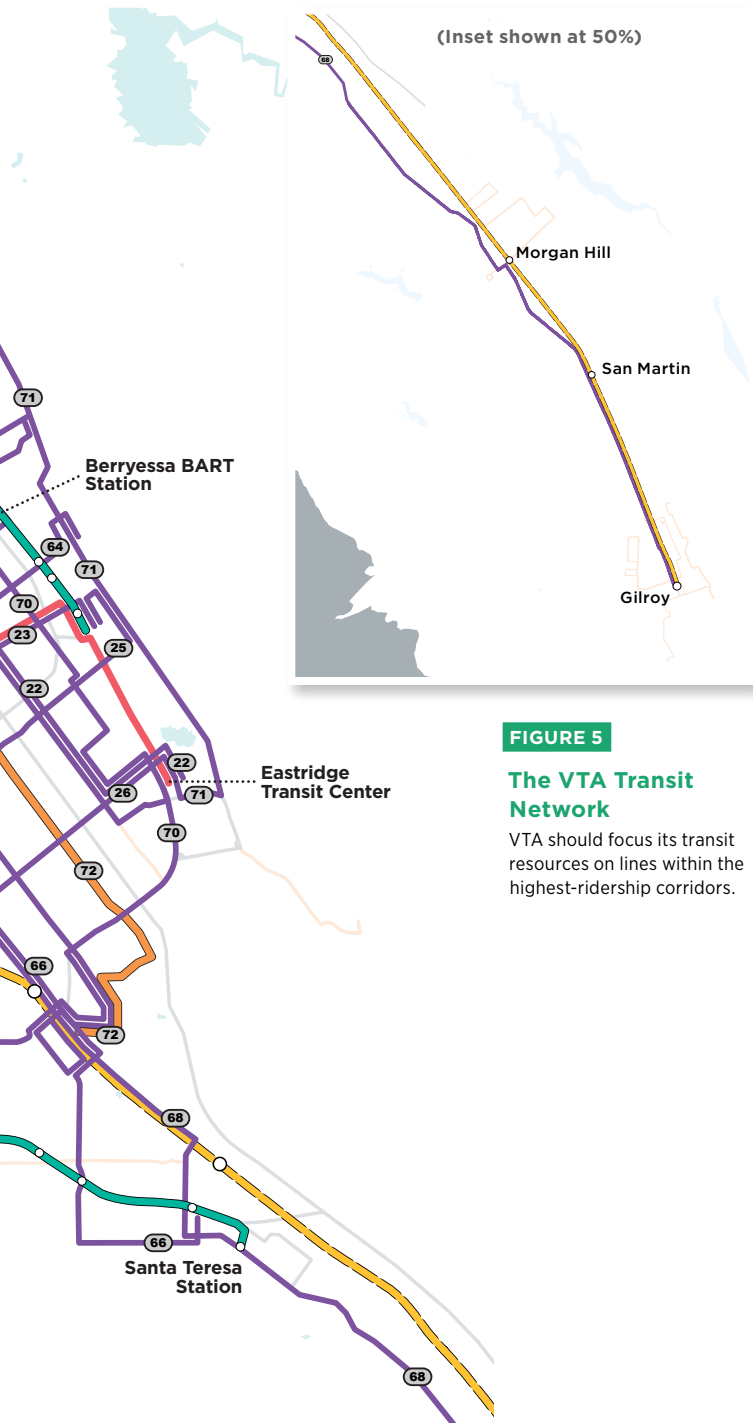 (Inset shown at 50%)
68
Morgan Hill
San Martin
Gilroy
71
Berryessa BART
Station
64
71
70
23
25
22
22
Eastridge
Transit Center
26
71
70
72
66
72
68
66
Santa Teresa
Station
68
FIGURE 5
The VTA Transit
Network
VTA should focus its transit
resources on lines within the
highest-ridership corridors.